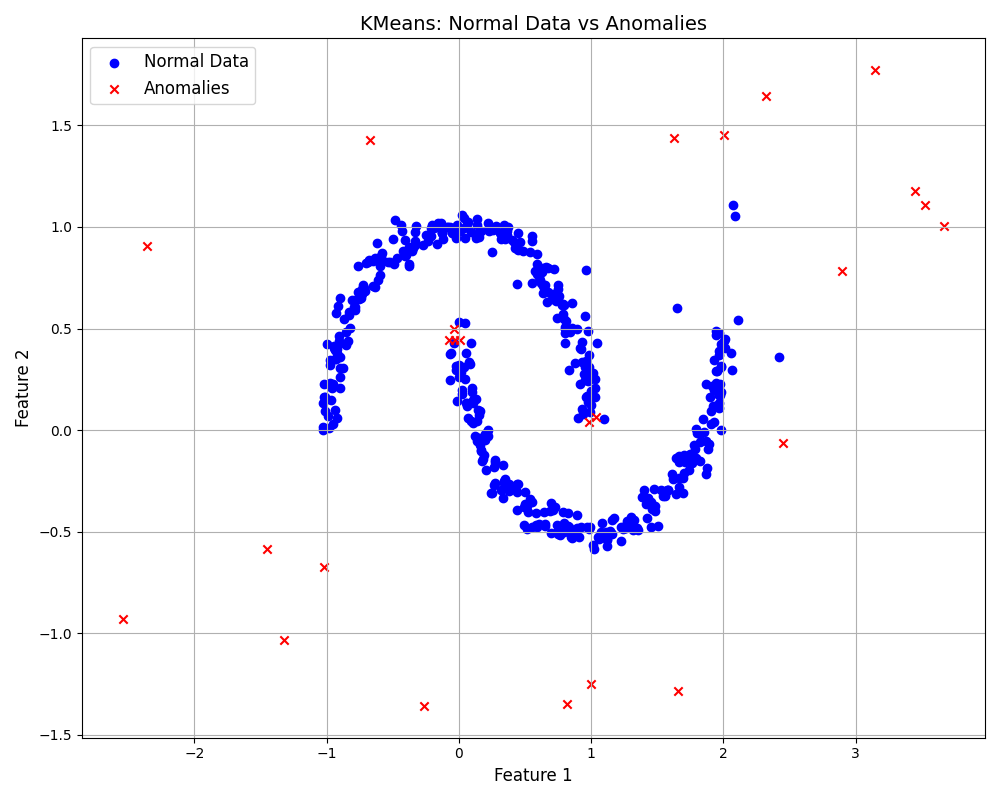 KMeans: Normal Data vs Anomalies
Normal Data
Anomalies
Feature 2
1.5
1.0
0.5
0.0
−0.5
−1.0
−1.5
−2
−1
0
1
2
3
Feature 1